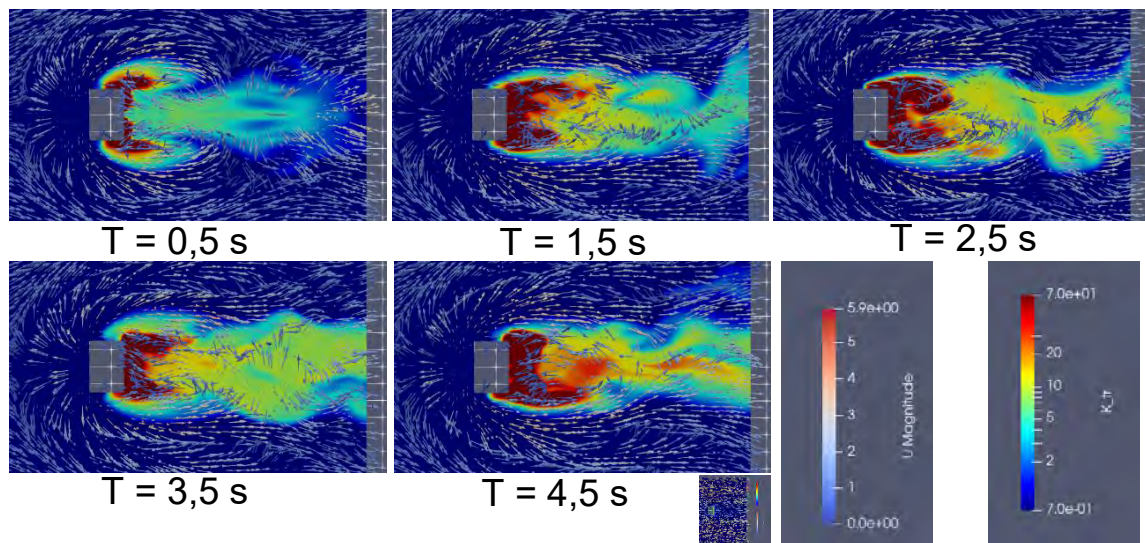 T = 0,5 s
T = 1,5 s
T = 2,5 s
T = 3,5 s
T = 4,5 s
5.9e+00
5
4
3
2
1
0.0e+00
U Magnitude
7.0e+01
20
10
5
2
7.0e-01
K_tr